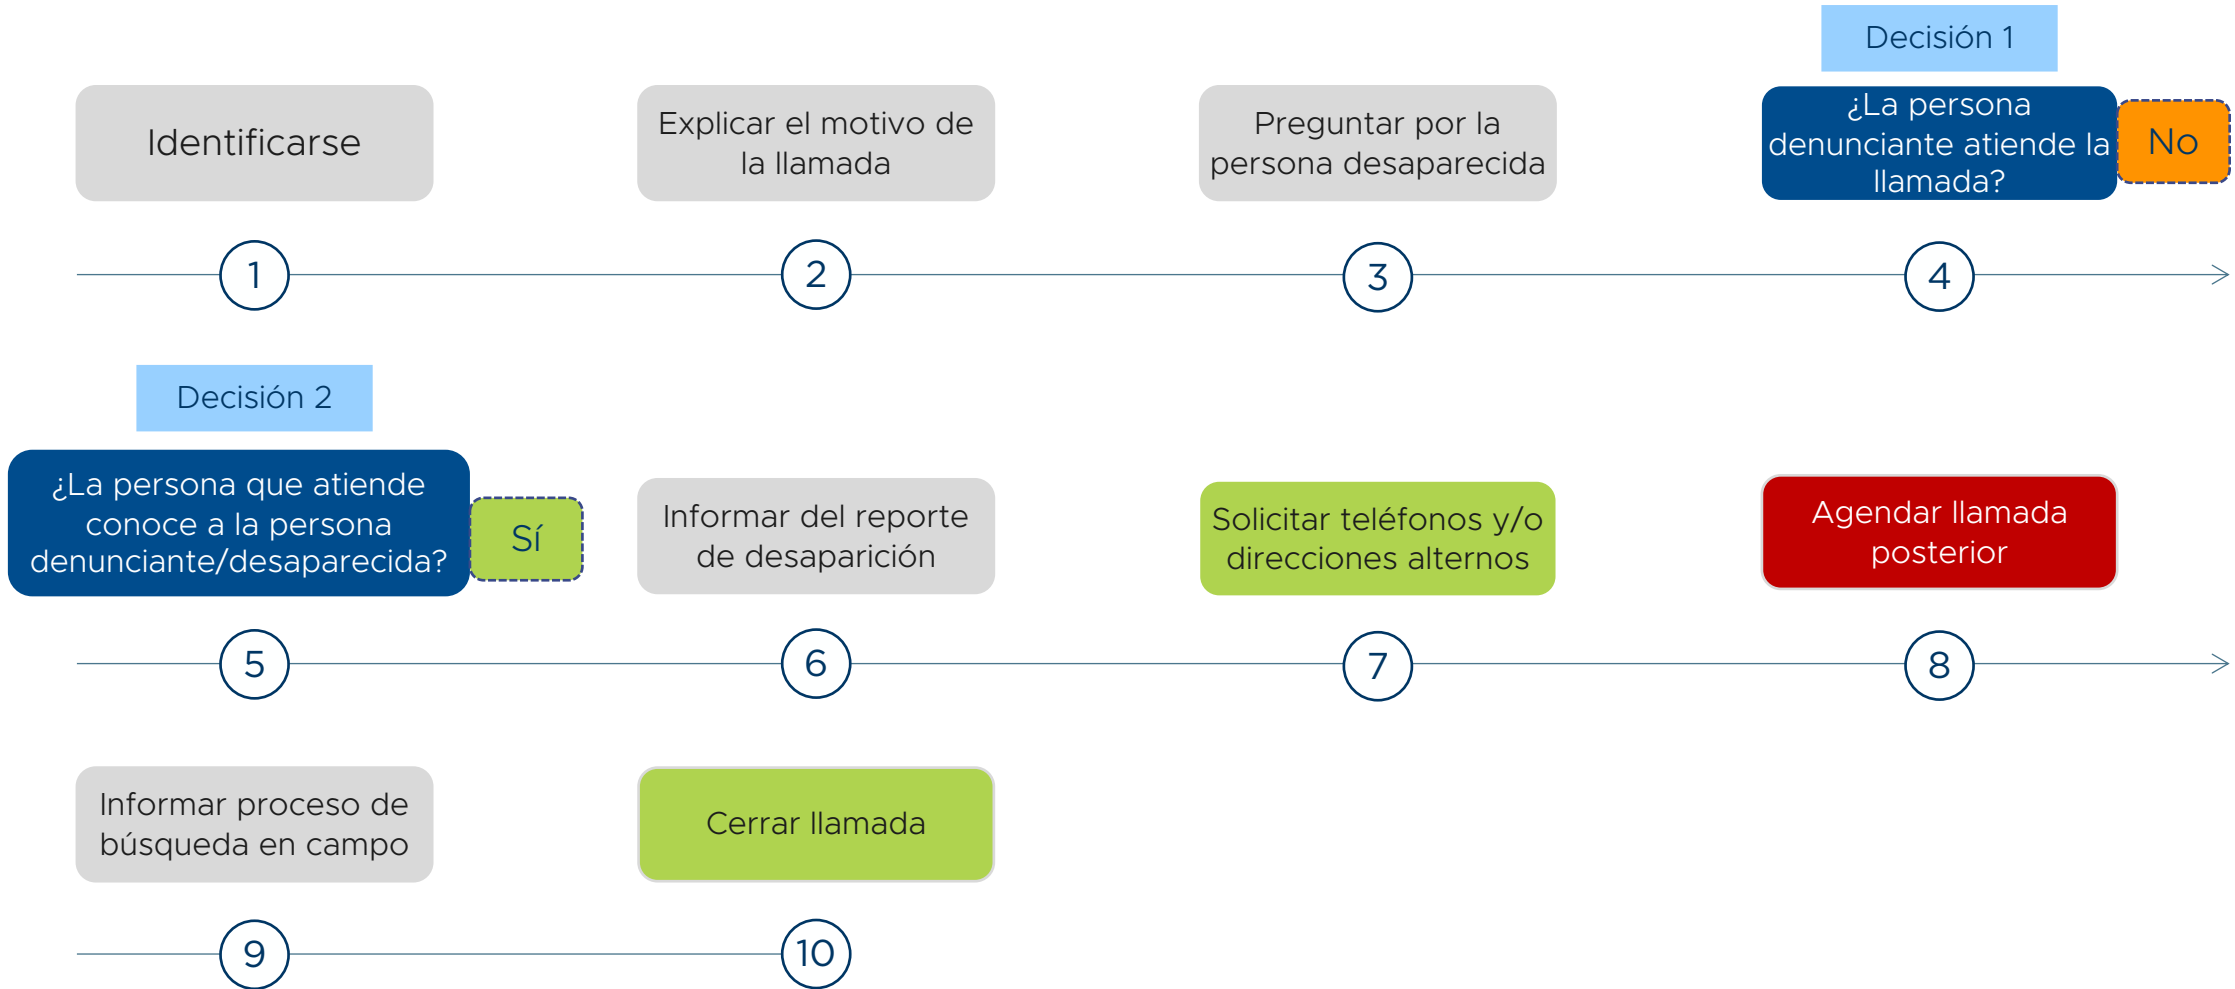 Decisión 1
Identificarse
Explicar el motivo de
la llamada
Preguntar por la
persona desaparecida
¿La persona
denunciante atiende la
llamada?
No
1
2
3
4
Decisión 2
¿La persona que atiende
conoce a la persona
denunciante/desaparecida?
Sí
Informar del reporte
de desaparición
Solicitar teléfonos y/o
direcciones alternos
Agendar llamada
posterior
5
6
7
8
Informar proceso de
búsqueda en campo
Cerrar llamada
9
10